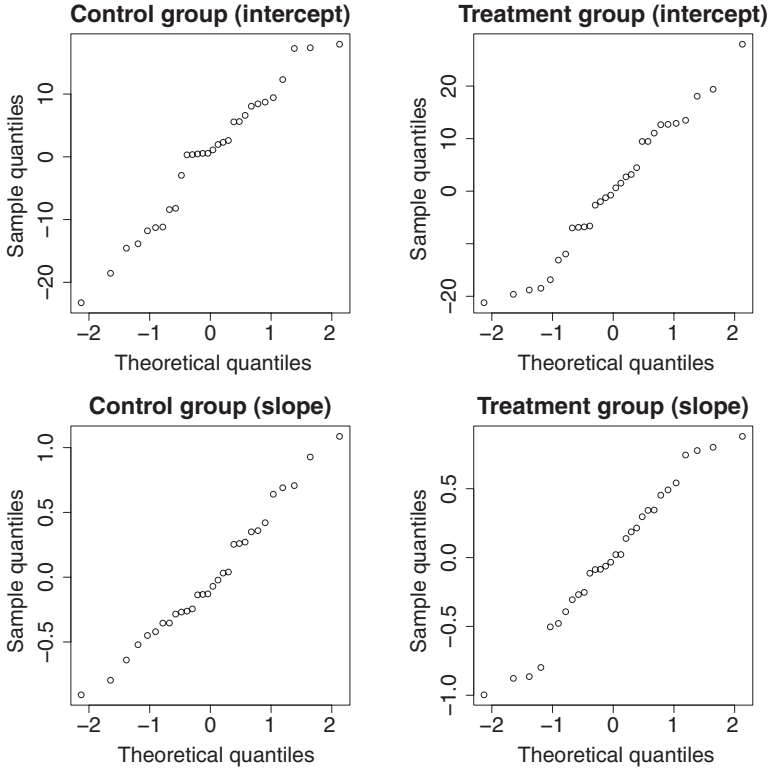 Control group (intercept)
Sample quantiles
10
0
−10
−20
−2 −1 0 1 2
Theoretical quantiles
Treatment group (intercept)
Sample quantiles
20
10
0
−20
−2 −1 0 1 2
Theoretical quantiles
Control group (slope)
Sample quantiles
1.0
0.5
0.0
−0.5
−2 −1 0 1 2
Theoretical quantiles
Treatment group (slope)
Sample quantiles
0.5
0.0
−0.5
−1.0
−2 −1 0 1 2
Theoretical quantiles